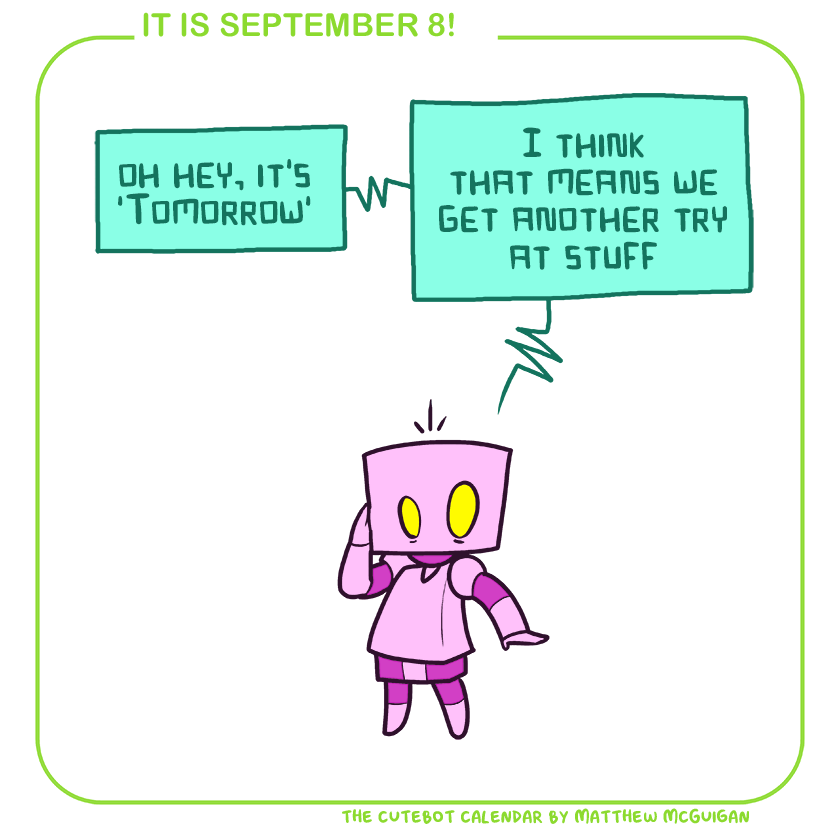 IT IS SEPTEMBER 8!
OH HEY, IT'S
'TOMORROW'
I THINK
THAT MEANS WE
GET ANOTHER TRY
AT STUFF
THE CUTEBOT CALENDAR BY MATTHEW MCGUIGAN